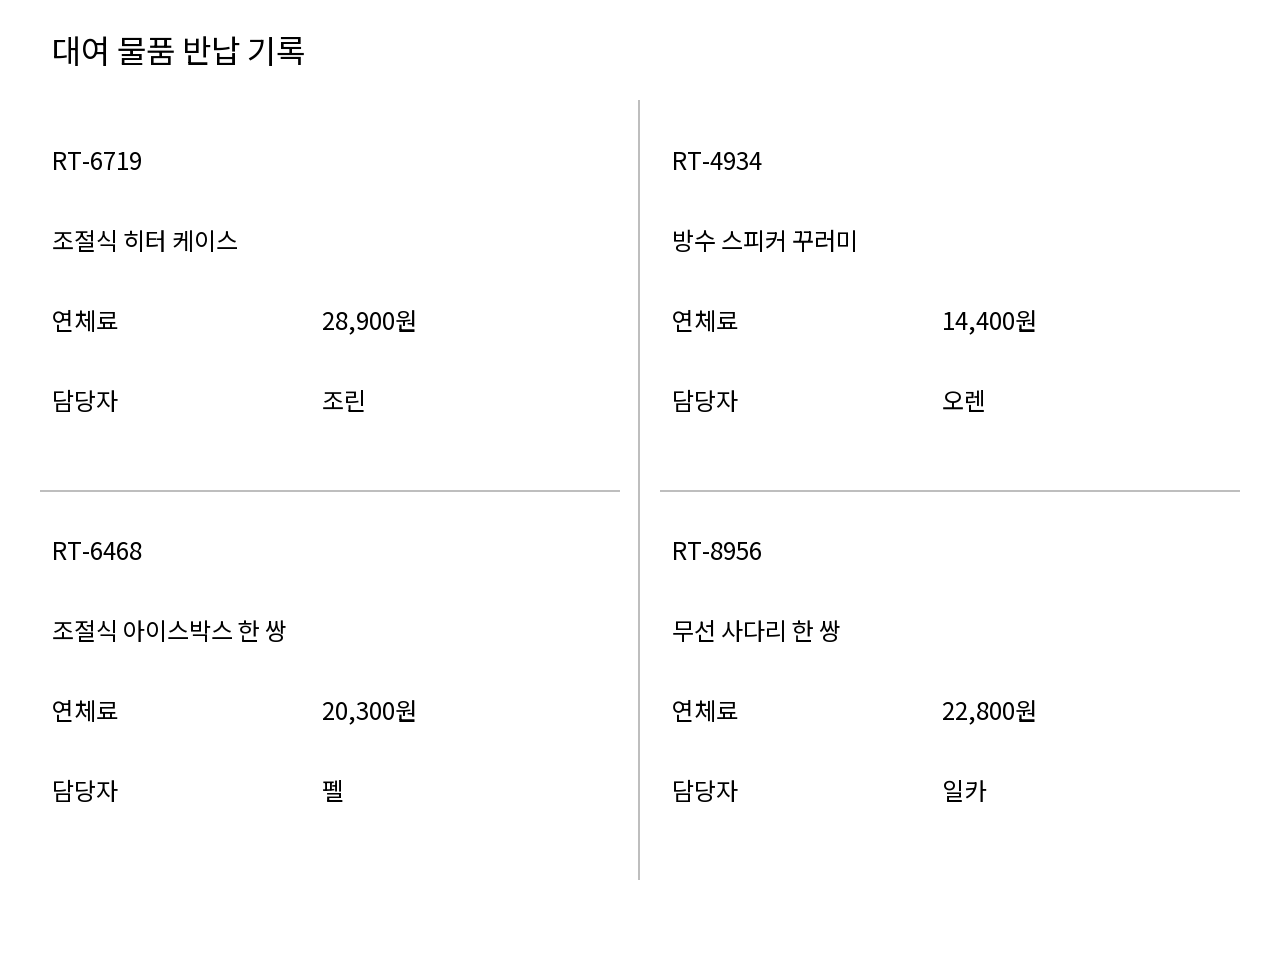 대여 물품 반납 기록
RT-6719
조절식 히터 케이스
연체료 28,900원
담당자 조린
RT-4934
방수 스피커 꾸러미
연체료 14,400원
담당자 오렌
RT-6468
조절식 아이스박스 한 쌍
연체료 20,300원
담당자 펠
RT-8956
무선 사다리 한 쌍
연체료 22,800원
담당자 일카